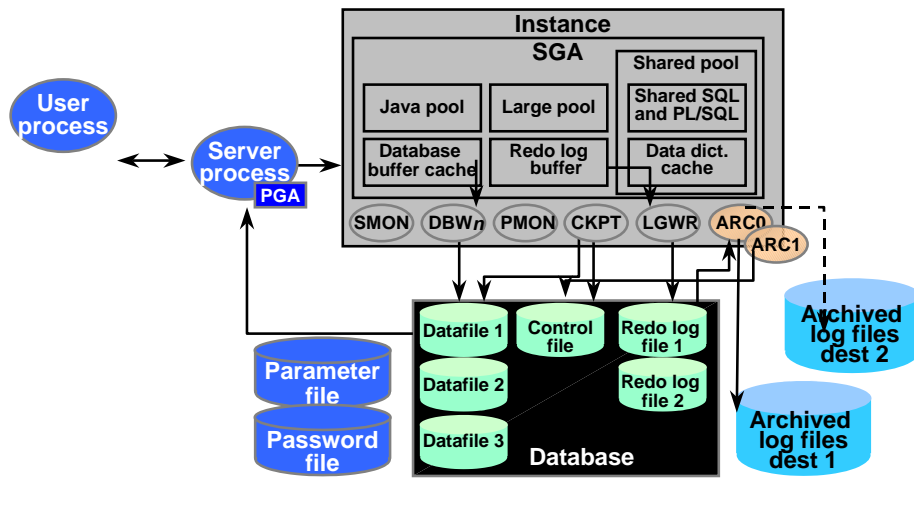 Instance
SGA
Shared pool
User
process
Java pool
Large pool
Shared SQL
and PL/SQL
Server
process
PGA
Database
buffer cache
Redo log
buffer
Data dict.
cache
SMON
DBWn
PMON
CKPT
LGWR
ARC0
ARC1
Datafile 1
Control
file
Redo log
file 1
Archived
log files
dest 2
Parameter
file
Datafile 2
Redo log
file 2
Password
file
Datafile 3
Database
Archived
log files
dest 1